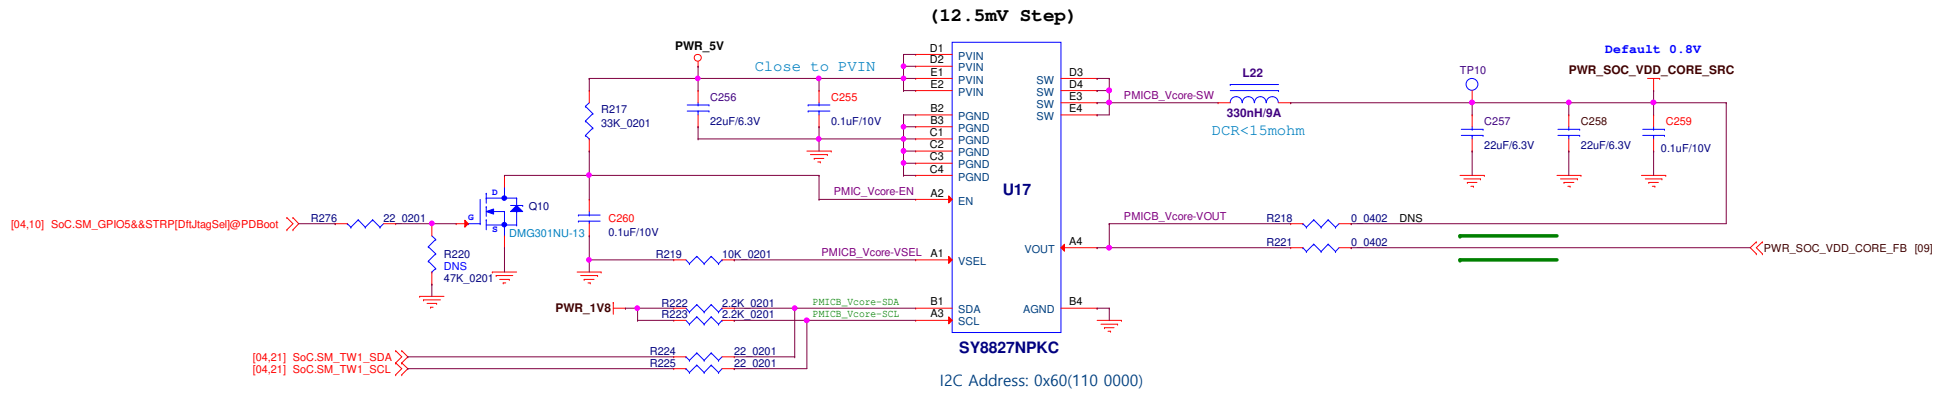 (12.5mV Step)
PWR_5V
Close to PVIN
R217
33K_0201
C256
22uF/6.3V
C255
0.1uF/10V
D1
D2
E1
E2
B2
B3
C1
C2
C3
C4
A2
A1
B1
A3
PVIN
PVIN
PVIN
PVIN
PGND
PGND
PGND
PGND
PGND
PGND
EN
VSEL
SDA
SCL
SW
SW
SW
SW
VOUT
AGND
U17
D3
D4
E3
E4
A4
B4
SY8827NPKC
I2C Address: 0x60(110 0000)
PMICB_Vcore-SW
L22
330nH/9A
DCR<15mohm
TP10
Default 0.8V
PWR_SOC_VDD_CORE_SRC
C257
22uF/6.3V
C258
22uF/6.3V
C259
0.1uF/10V
PMICB_Vcore-VOUT
R218 0_0402 DNS
R221 0_0402
PWR_SOC_VDD_CORE_FB [09]
PMIC_Vcore-EN
[04,10] SoC.SM_GPIO5&&STRP[DftJtagSel]@PDBoot
R276 22_0201
R220
DNS
47K_0201
D
G
S
Q10
DMG301NU-13
C260
0.1uF/10V
R219 10K_0201 PMICB_Vcore-VSEL
PWR_1V8
R222 2.2K_0201 PMICB_Vcore-SDA
R223 2.2K_0201 PMICB_Vcore-SCL
[04,21] SoC.SM_TW1_SDA
R224 22_0201
[04,21] SoC.SM_TW1_SCL
R225 22_0201